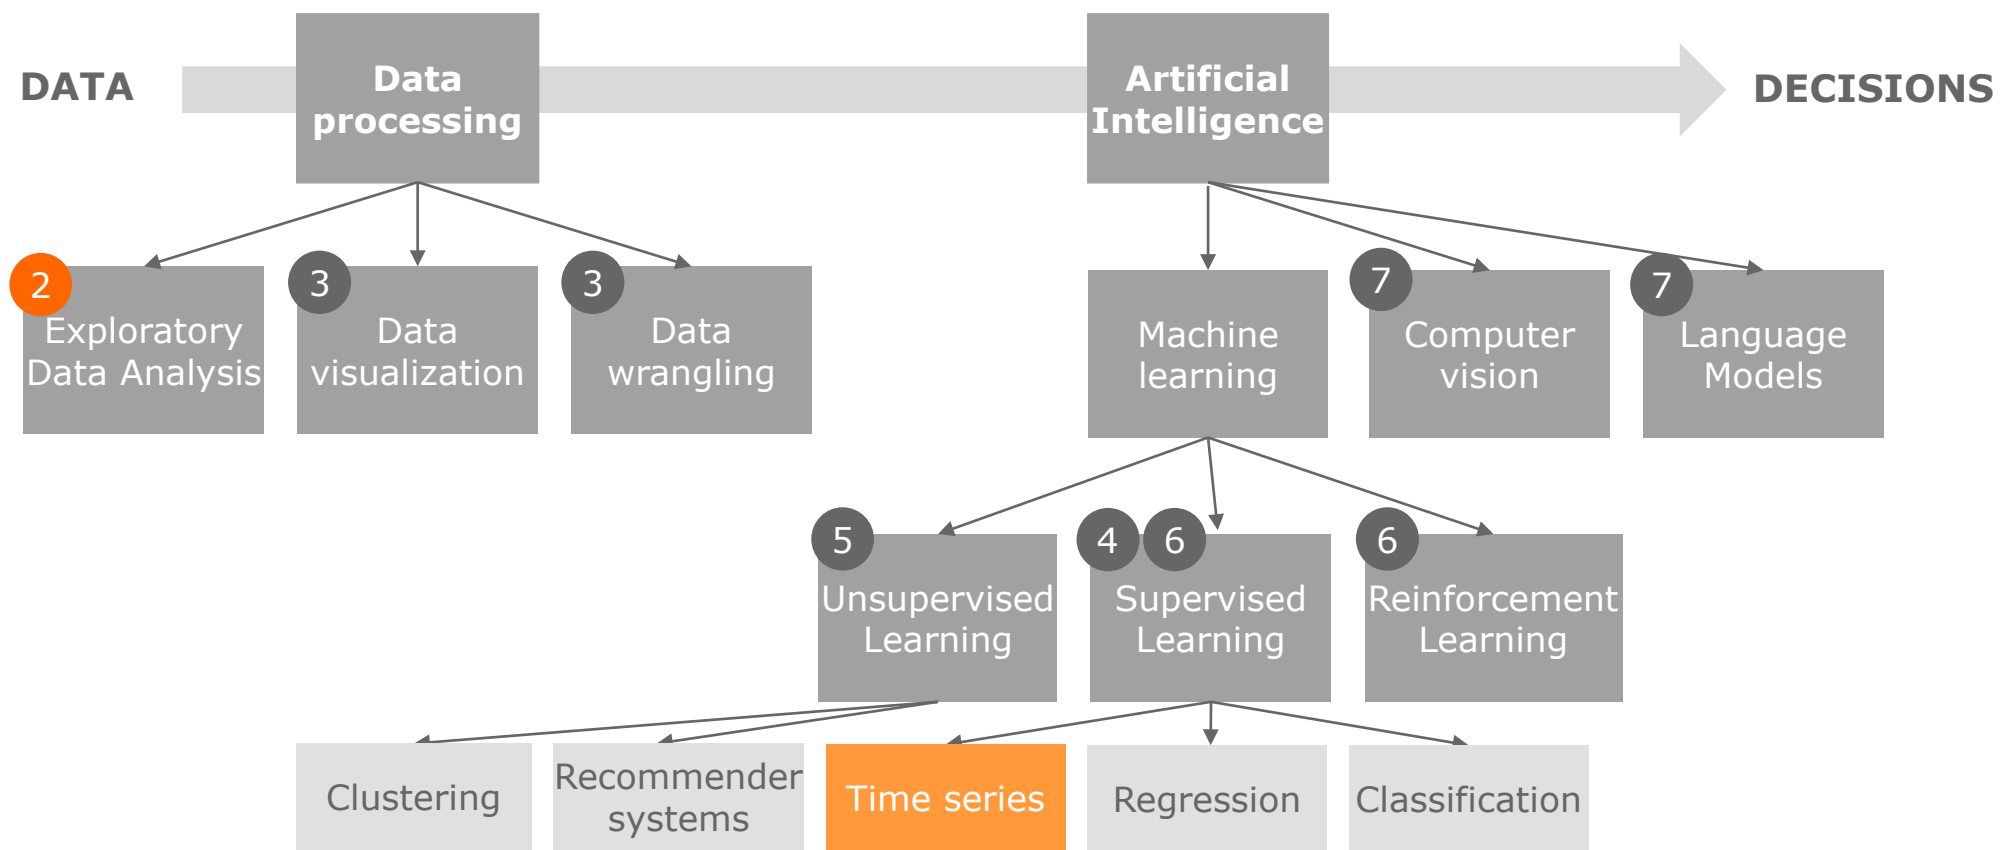 DATA
Data
processing
Artificial
Intelligence
DECISIONS
2
Exploratory
Data Analysis
3
Data
visualization
3
Data
wrangling
Machine
learning
7
Computer
vision
7
Language
Models
5
Unsupervised
Learning
4
6
Supervised
Learning
6
Reinforcement
Learning
Clustering
Recommender
systems
Time series
Regression
Classification